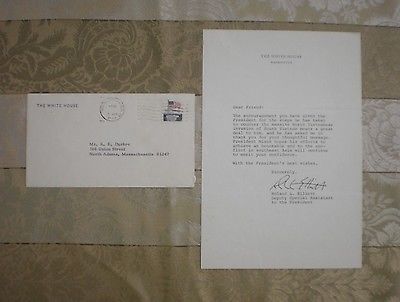 THE WHITE HOUSE
Mr. R. E. Durkee
North Adams, Massachusetts 01247
THE WHITE HOUSE
WASHINGTON
Dear Friend:
The encouragement you have given the
President for the steps he has taken
to counter the massive North Vietnamese
invasion of South Vietnam means a great
deal to him, and he has asked me to
thank you for your thoughtful message.
President Nixon hopes his efforts to
achieve an honorable end to the con-
flict in Southeast Asia will continue
to merit your confidence.
With the President's best wishes,
Sincerely,
Roland L. Elliott
Deputy Special Assistant
to the President